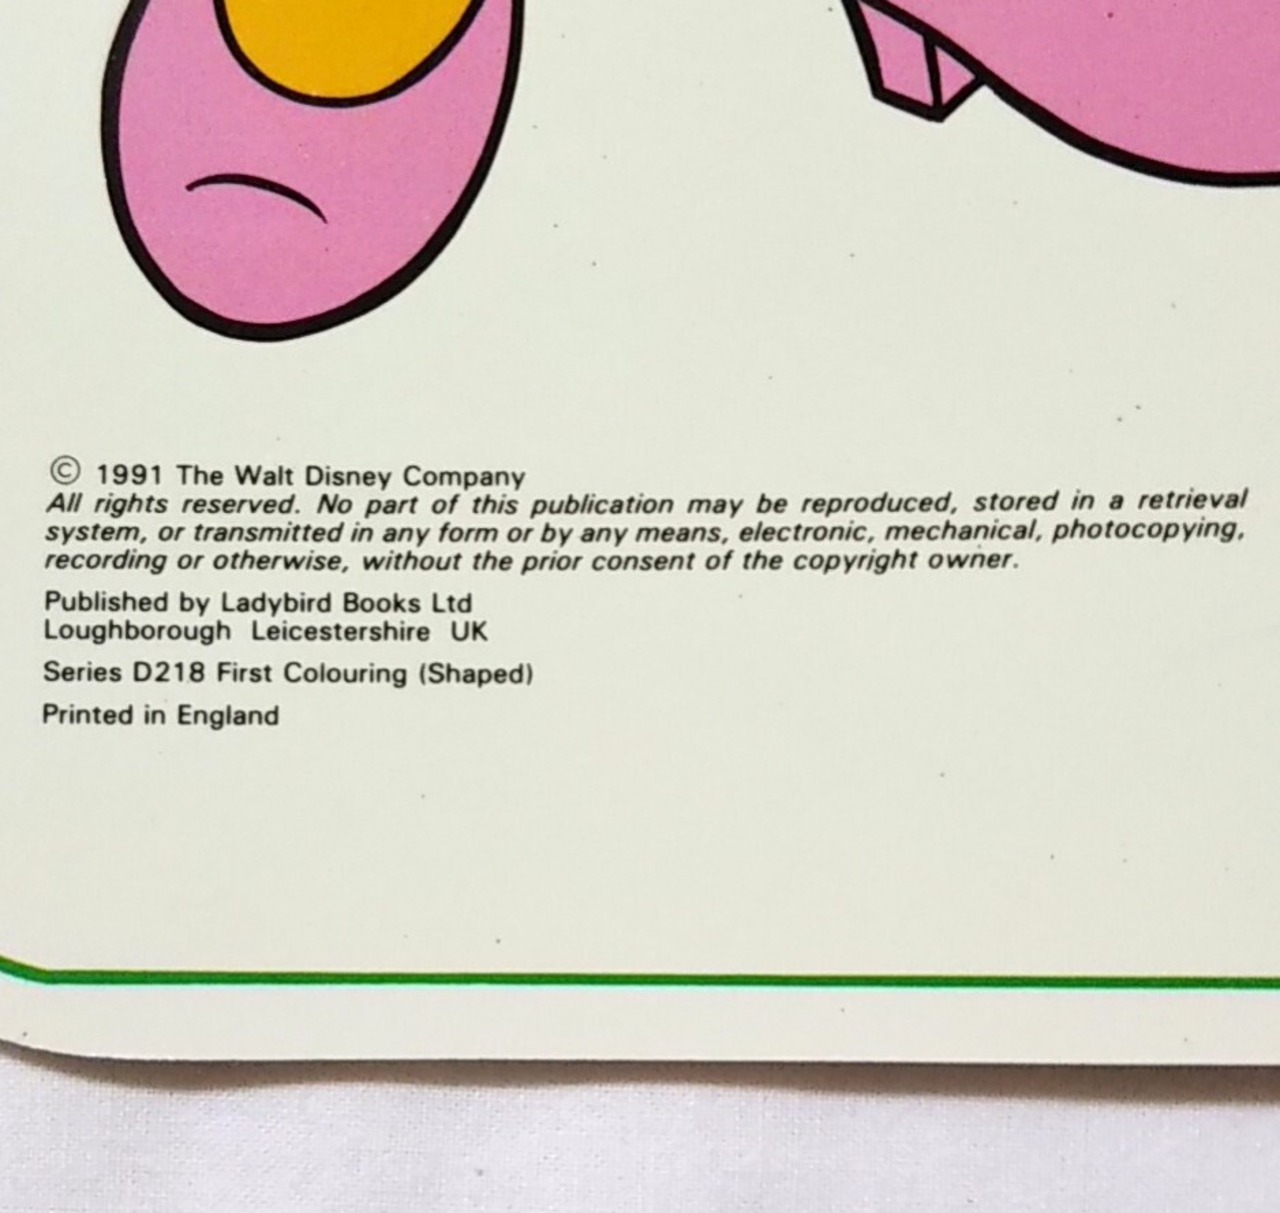 © 1991 The Walt Disney Company
All rights reserved. No part of this publication may be reproduced, stored in a retrieval
system, or transmitted in any form or by any means, electronic, mechanical, photocopying,
recording or otherwise, without the prior consent of the copyright owner.
Published by Ladybird Books Ltd
Loughborough Leicestershire UK
Series D218 First Colouring (Shaped)
Printed in England